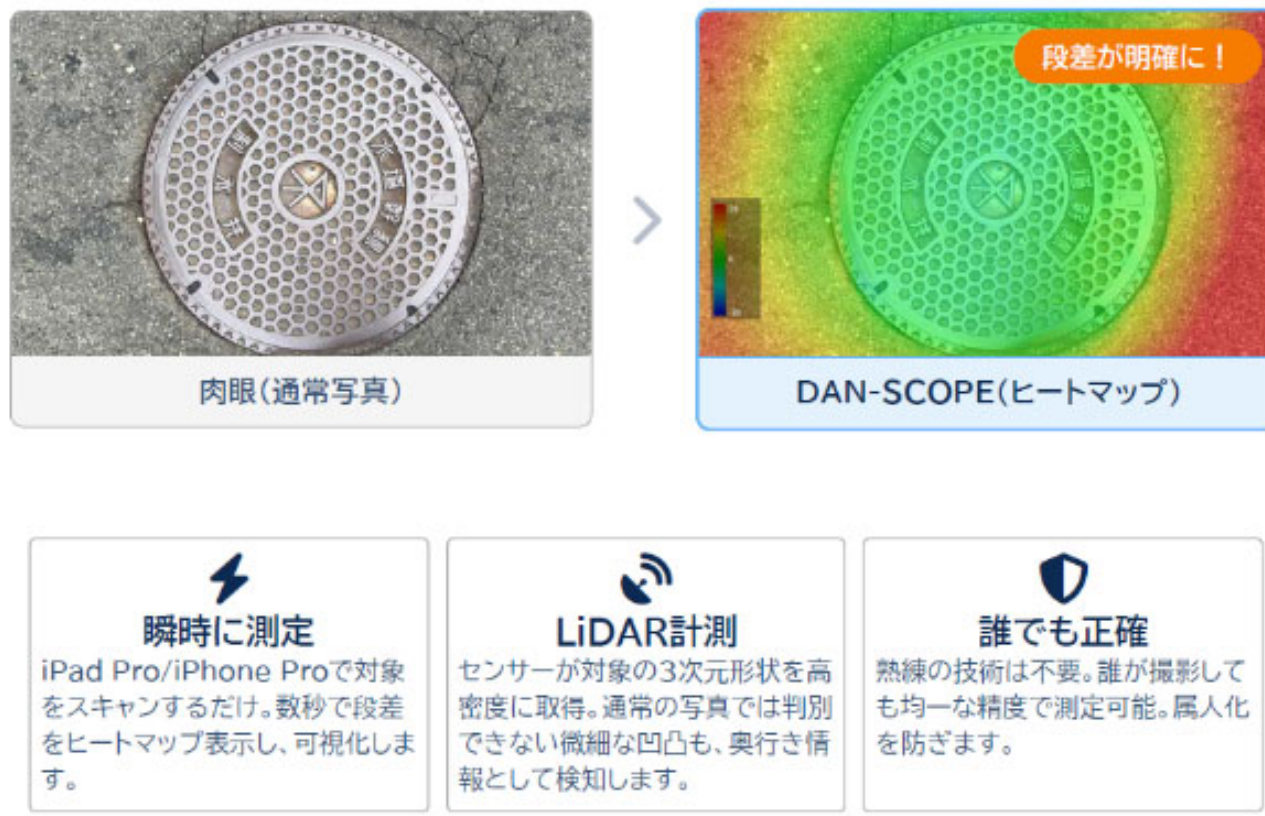 段差が明確に！
肉眼（通常写真）
DAN-SCOPE（ヒートマップ）
瞬時に測定
iPad Pro/iPhone Proで対象
をスキャンするだけ。数秒で段差
をヒートマップ表示し、可視化しま
す。
LiDAR計測
センサーが対象の3次元形状を高
密度に取得。通常の写真では判別
できない微細な凹凸も、奥行き情
報として検知します。
誰でも正確
熟練の技術は不要。誰が撮影して
も均一な精度で測定可能。属人化
を防ぎます。